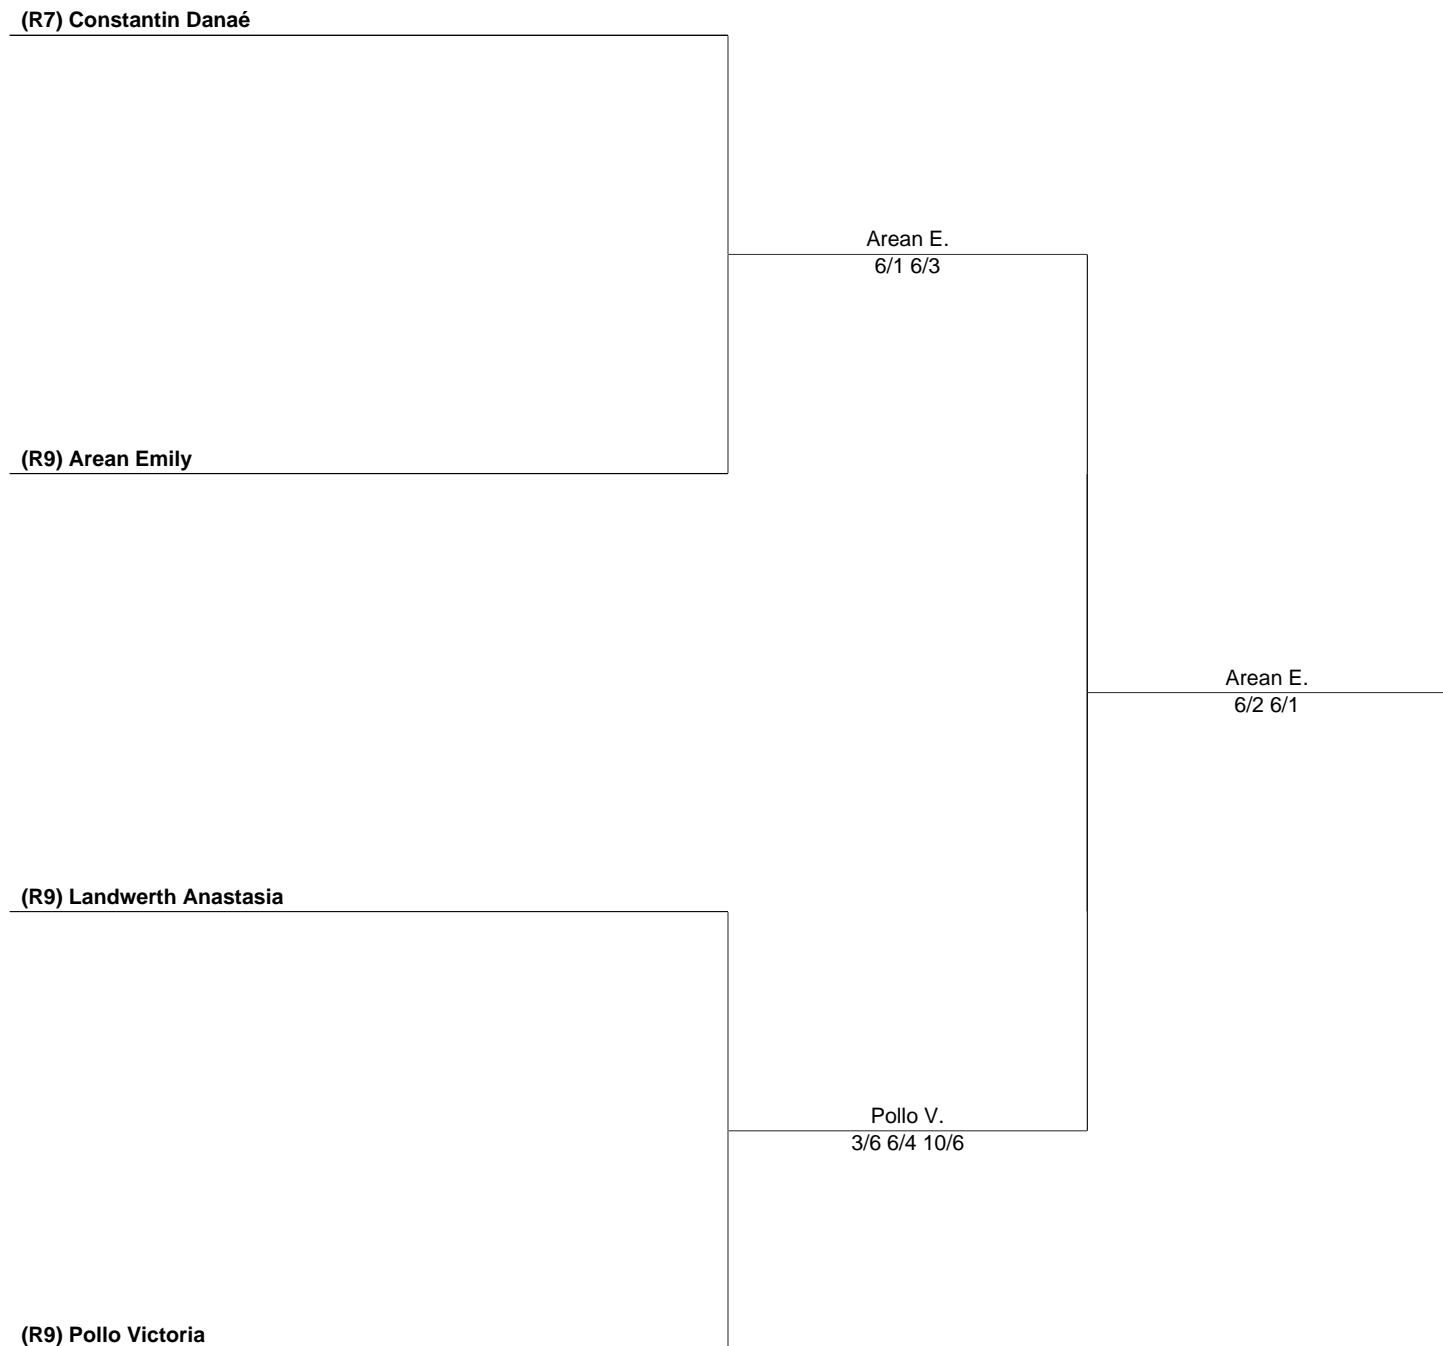 (R7) Constantin Danaé
Arean E.
6/1 6/3
(R9) Arean Emily
Arean E.
6/2 6/1
(R9) Landwerth Anastasia
Pollo V.
3/6 6/4 10/6
(R9) Pollo Victoria